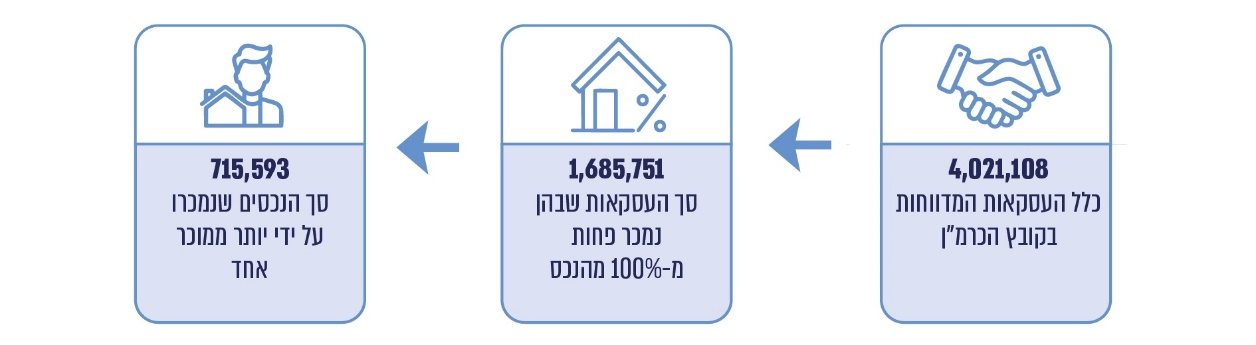 4,021,108
כלל העסקאות המדווחות
בקובץ הכרמ"ן
1,685,751
סך העסקאות שבהן
נמכר פחות
מ-100% מהנכס
715,593
סך הנכסים שנמכרו
על ידי יותר ממוכר
אחד